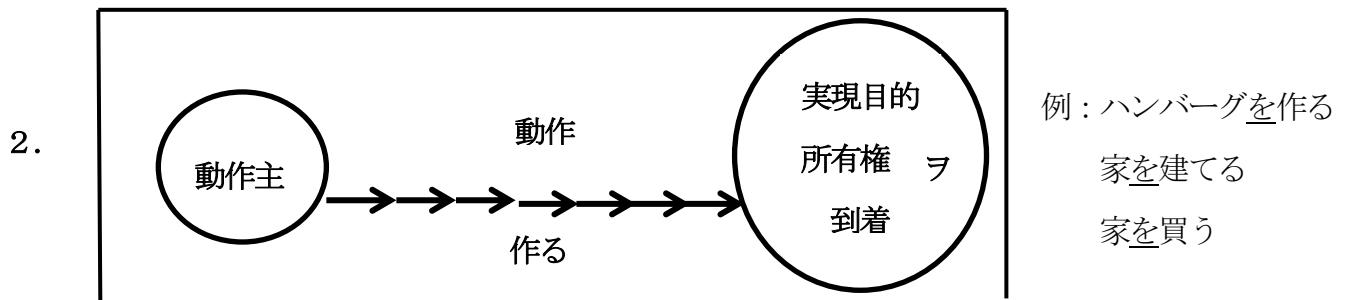 2.
動作主
動作
作る
実現目的
所有権 ヲ
到着
例：ハンバーグを作る
家を建てる
家を買う